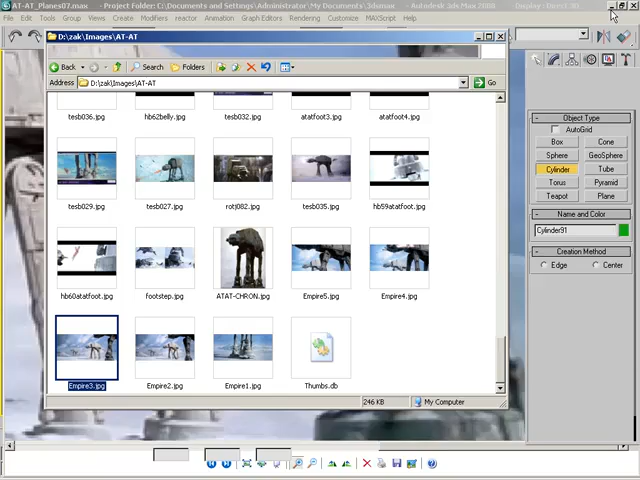 AT-AT_Planes07.max - Project Folder: C:\Documents and Settings\Administrator\My Documents\3dsmax - Autodesk 3ds Max 2008 - Display: Direct 3D
File Edit Tools Group Views Create Modifiers reactor Animation Graph Editors Rendering Customize MAXScript Help
D:\zak\Images\AT-AT
Back Search Folders
Address D:\zak\Images\AT-AT Go
tesb036.jpg hb62belly.jpg tesb032.jpg atatfoot3.jpg atatfoot4.jpg
tesb029.jpg tesb027.jpg rotj082.jpg tesb035.jpg hb59atatfoot.jpg
hb60atatfoot.jpg footstep.jpg ATAT-CHRON.jpg Empire5.jpg Empire4.jpg
Empire3.jpg Empire2.jpg Empire1.jpg Thumbs.db
246 KB My Computer
- Object Type
AutoGrid
Box Cone
Sphere GeoSphere
Cylinder Tube
Torus Pyramid
Teapot Plane
- Name and Color
Cylinder91
- Creation Method
Edge Center